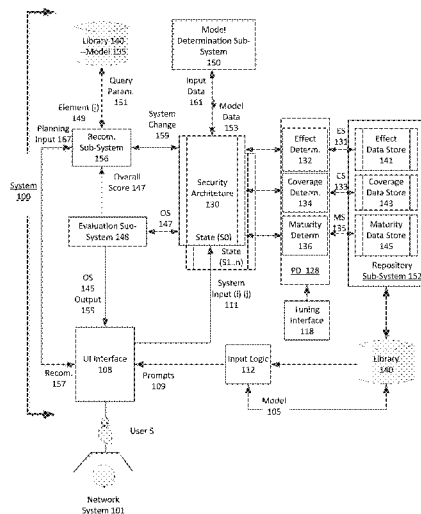 Library 140
Model 135
Model
Determination Sub-
System
150
Query
Param.
151
Input
Data
161
Element (i)
149
System
Change
159
Model
Data
153
Planning
Input 167
Recom.
Sub-System
156
System
100
Overall
Score 147
Security
Architecture
130
Effect
Determ.
132
ES
131
Effect
Data Store
141
Coverage
Determ.
134
CS
133
Coverage
Data Store
143
Evaluation Sub-
System 148
OS
147
Maturity
Determ
136
MS
135
Maturity
Data Store
145
State (S0)
State
(S1..n)
PD 128
Repository
Sub-System 152
OS
145
Output
155
System
Input (i) (j)
111
Tuning
Interface
118
UI Interface
108
Prompts
109
Input Logic
112
Library
140
Recom.
157
Model
105
User S
Network
System 101